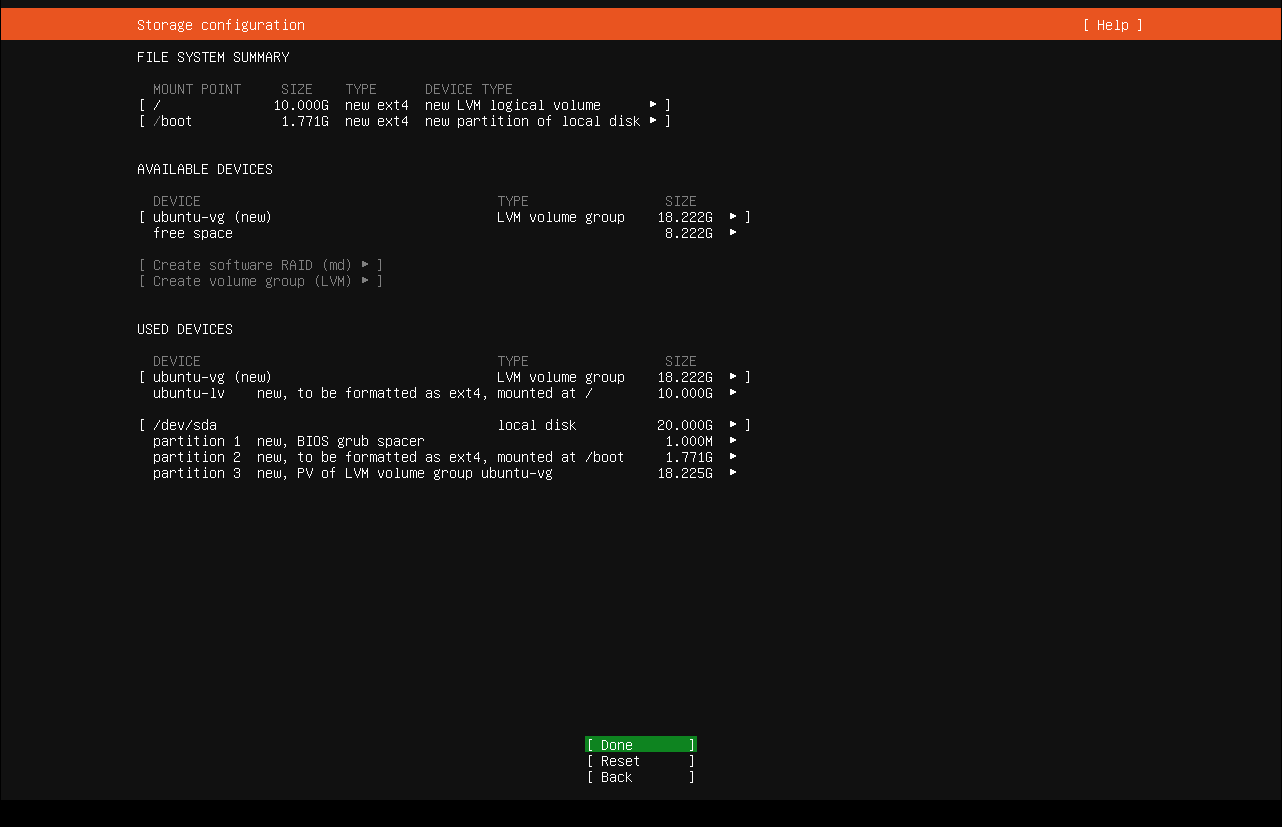 Storage configuration [ Help ]
FILE SYSTEM SUMMARY
MOUNT POINT SIZE TYPE DEVICE TYPE
[ / 10.000G new ext4 new LVM logical volume ▸ ]
[ /boot 1.771G new ext4 new partition of local disk ▸ ]
AVAILABLE DEVICES
DEVICE TYPE SIZE
[ ubuntu-vg (new) LVM volume group 18.222G ▸ ]
free space 8.222G ▸
[ Create software RAID (md) ▸ ]
[ Create volume group (LVM) ▸ ]
USED DEVICES
DEVICE TYPE SIZE
[ ubuntu-vg (new) LVM volume group 18.222G ▸ ]
ubuntu-lv new, to be formatted as ext4, mounted at / 10.000G ▸
[ /dev/sda local disk 20.000G ▸ ]
partition 1 new, BIOS grub spacer 1.000M ▸
partition 2 new, to be formatted as ext4, mounted at /boot 1.771G ▸
partition 3 new, PV of LVM volume group ubuntu-vg 18.225G ▸
[ Done ]
[ Reset ]
[ Back ]